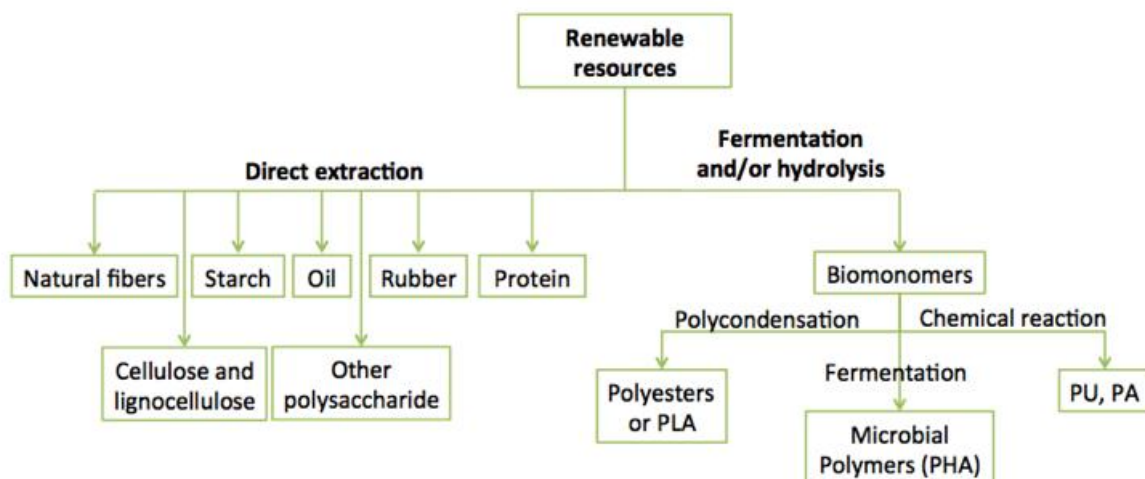 Renewable
resources
Fermentation
and/or hydrolysis
Direct extraction
Natural fibers
Starch
Oil
Rubber
Protein
Biomonomers
Cellulose and
lignocellulose
Other
polysaccharide
Polycondensation
Chemical reaction
Polyesters
or PLA
Fermentation
PU, PA
Microbial
Polymers (PHA)